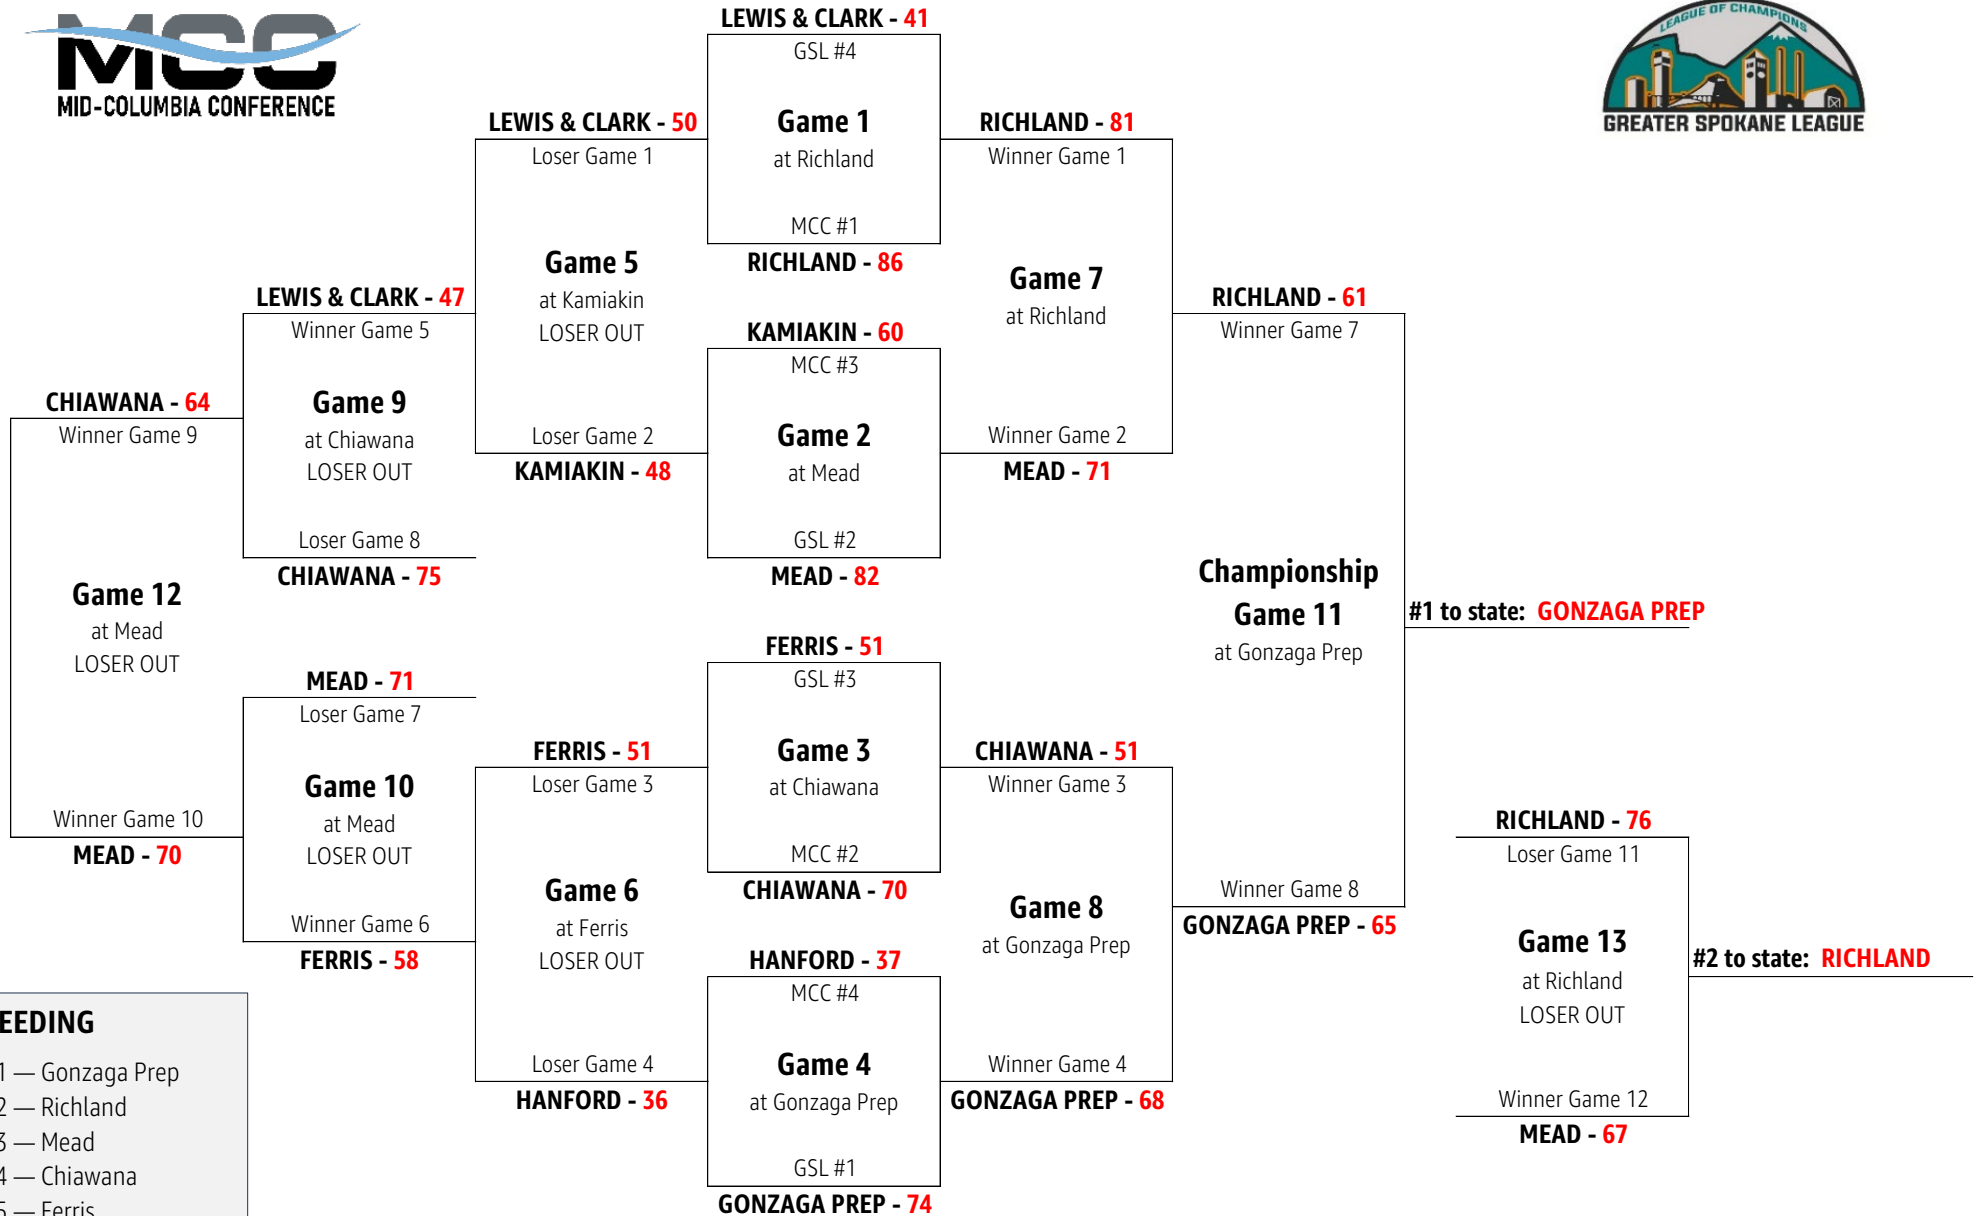 MCC
MID-COLUMBIA CONFERENCE
LEAGUE OF CHAMPIONS
GREATER SPOKANE LEAGUE
LEWIS & CLARK - 41
GSL #4
Game 1
at Richland
MCC #1
RICHLAND - 86
KAMIAKIN - 60
MCC #3
Game 2
at Mead
GSL #2
MEAD - 82
FERRIS - 51
GSL #3
Game 3
at Chiawana
MCC #2
CHIAWANA - 70
HANFORD - 37
MCC #4
Game 4
at Gonzaga Prep
GSL #1
GONZAGA PREP - 74
LEWIS & CLARK - 50
Loser Game 1
Game 5
at Kamiakin
LOSER OUT
Loser Game 2
KAMIAKIN - 48
FERRIS - 51
Loser Game 3
Game 6
at Ferris
LOSER OUT
Loser Game 4
HANFORD - 36
RICHLAND - 81
Winner Game 1
Game 7
at Richland
Winner Game 2
MEAD - 71
CHIAWANA - 51
Winner Game 3
Game 8
at Gonzaga Prep
Winner Game 4
GONZAGA PREP - 68
LEWIS & CLARK - 47
Winner Game 5
Game 9
at Chiawana
LOSER OUT
Loser Game 8
CHIAWANA - 75
MEAD - 71
Loser Game 7
Game 10
at Mead
LOSER OUT
Winner Game 6
FERRIS - 58
RICHLAND - 61
Winner Game 7
Championship
Game 11
at Gonzaga Prep
Winner Game 8
GONZAGA PREP - 65
#1 to state: GONZAGA PREP
CHIAWANA - 64
Winner Game 9
Game 12
at Mead
LOSER OUT
Winner Game 10
MEAD - 70
RICHLAND - 76
Loser Game 11
Game 13
at Richland
LOSER OUT
Winner Game 12
MEAD - 67
#2 to state: RICHLAND
EEDING
1 — Gonzaga Prep
2 — Richland
3 — Mead
4 — Chiawana
5 — Ferris